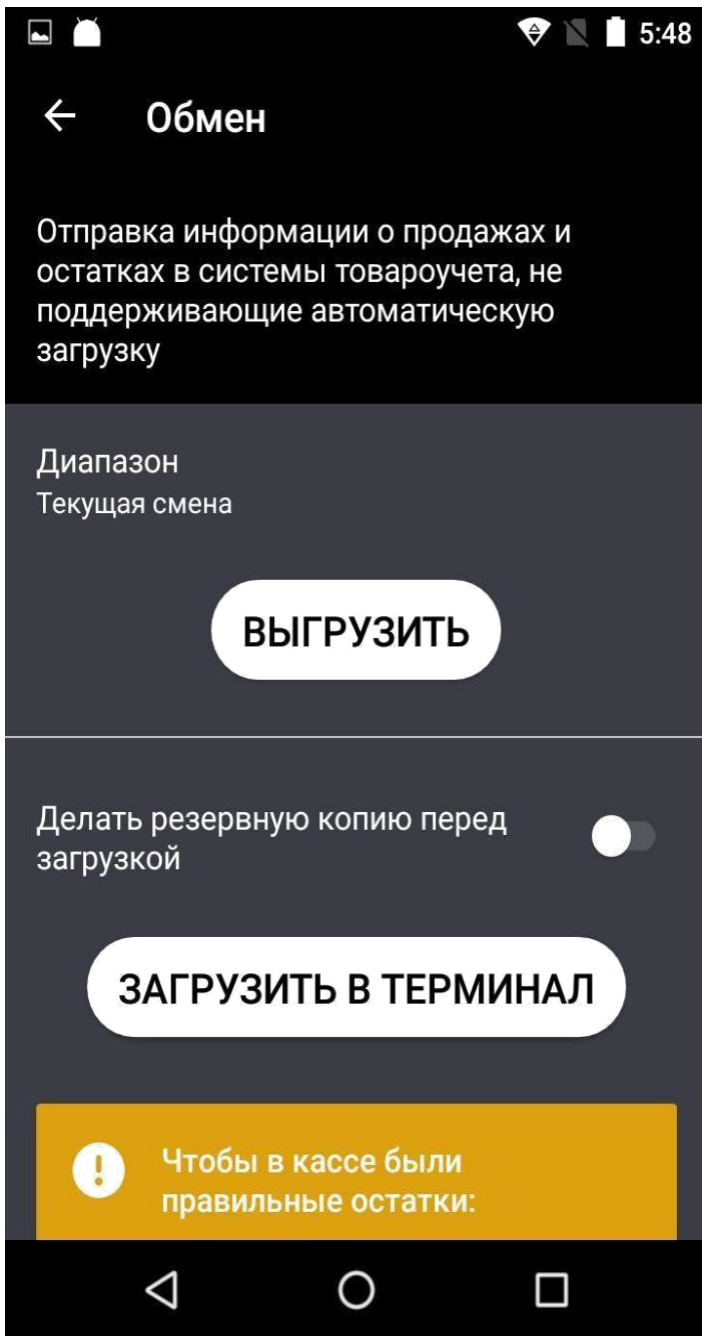 5:48
Обмен
Отправка информации о продажах и
остатках в системы товароучета, не
поддерживающие автоматическую
загрузку
Диапазон
Текущая смена
ВЫГРУЗИТЬ
Делать резервную копию перед
загрузкой
ЗАГРУЗИТЬ В ТЕРМИНАЛ
Чтобы в кассе были
правильные остатки: